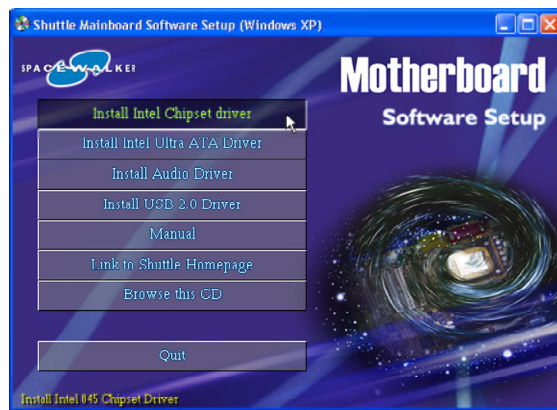 Shuttle Mainboard Software Setup (Windows XP)
SPACEWALKER
Motherboard
Software Setup
Install Intel Chipset driver
Install Intel Ultra ATA Driver
Install Audio Driver
Install USB 2.0 Driver
Manual
Link to Shuttle Homepage
Browse this CD
Quit
Install Intel 845 Chipset Driver